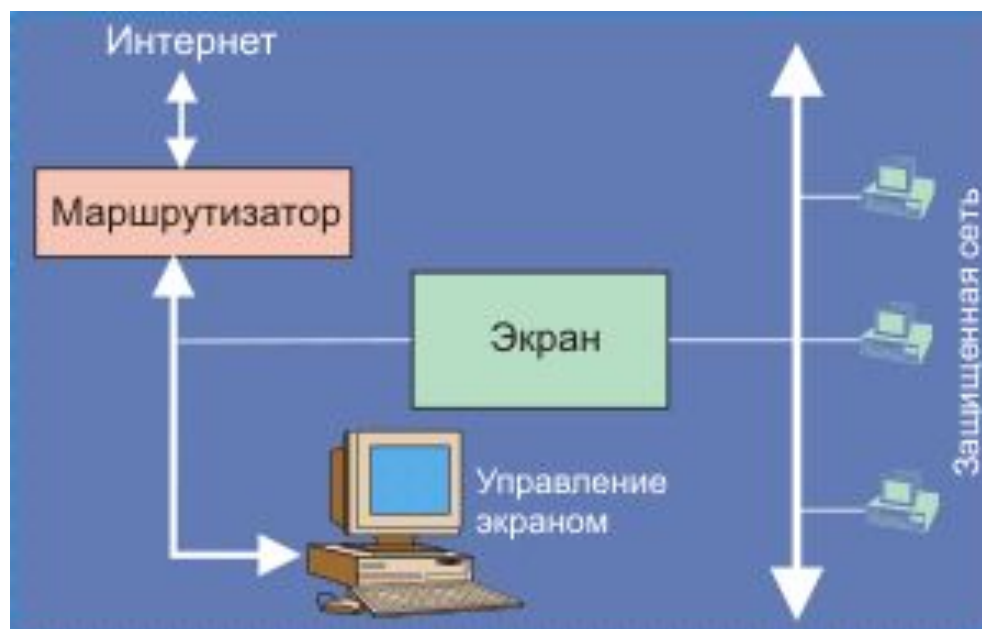 Интернет
Маршрутизатор
Экран
Управление
экраном
Защищенная сеть